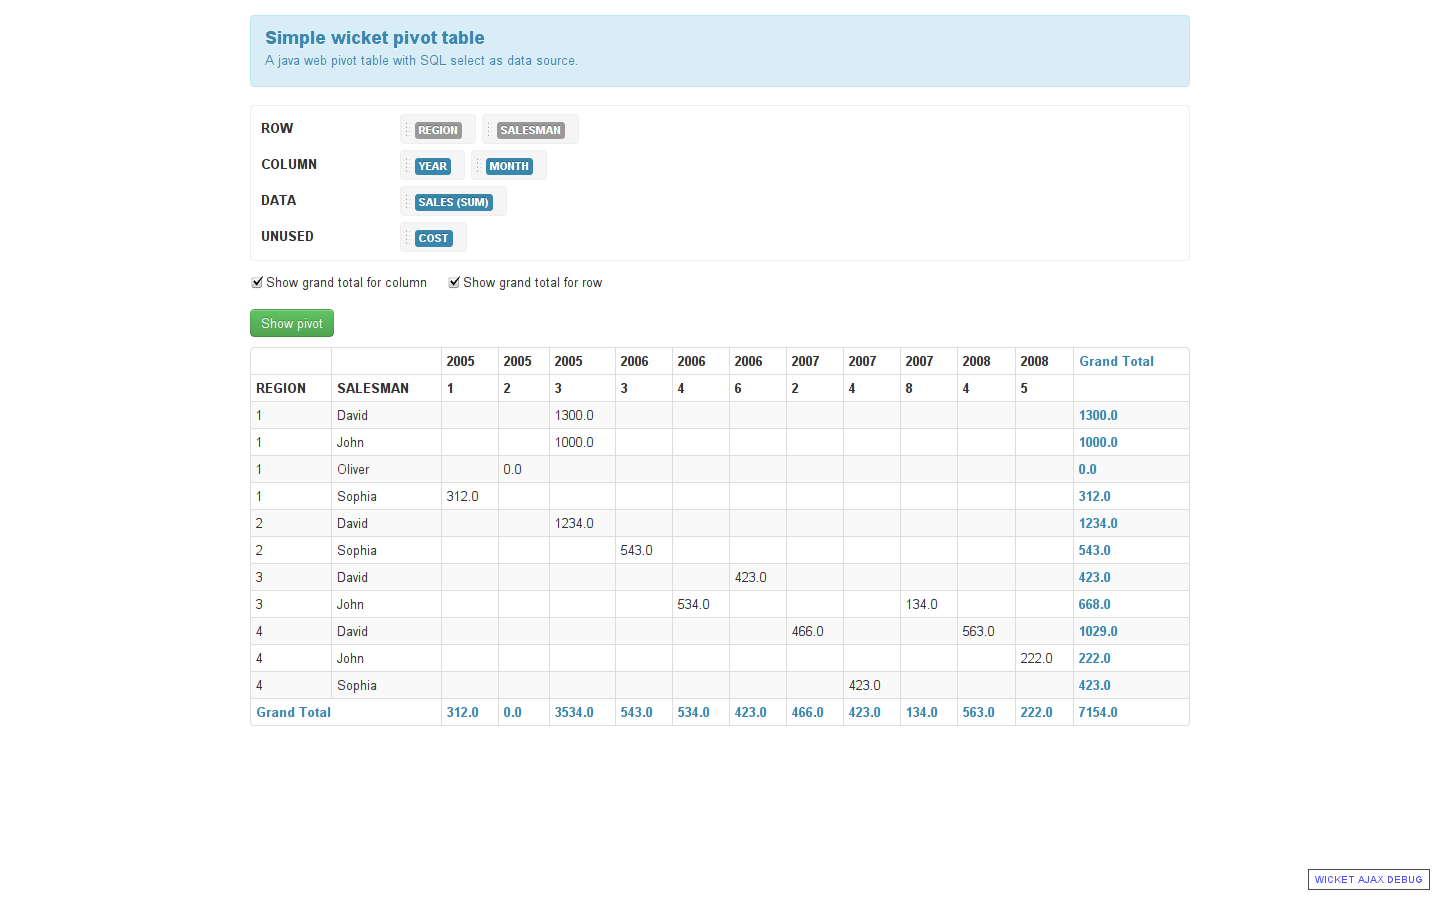 Simple wicket pivot table
A java web pivot table with SQL select as data source.
ROW REGION SALESMAN
COLUMN YEAR MONTH
DATA SALES (SUM)
UNUSED COST
Show grand total for column Show grand total for row
Show pivot
2005 2005 2005 2006 2006 2006 2007 2007 2007 2008 2008 Grand Total
REGION SALESMAN 1 2 3 3 4 6 2 4 8 4 5
1 David 1300.0 1300.0
1 John 1000.0 1000.0
1 Oliver 0.0 0.0
1 Sophia 312.0 312.0
2 David 1234.0 1234.0
2 Sophia 543.0 543.0
3 David 423.0 423.0
3 John 534.0 134.0 668.0
4 David 466.0 563.0 1029.0
4 John 222.0 222.0
4 Sophia 423.0 423.0
Grand Total 312.0 0.0 3534.0 543.0 534.0 423.0 466.0 423.0 134.0 563.0 222.0 7154.0
WICKET AJAX DEBUG